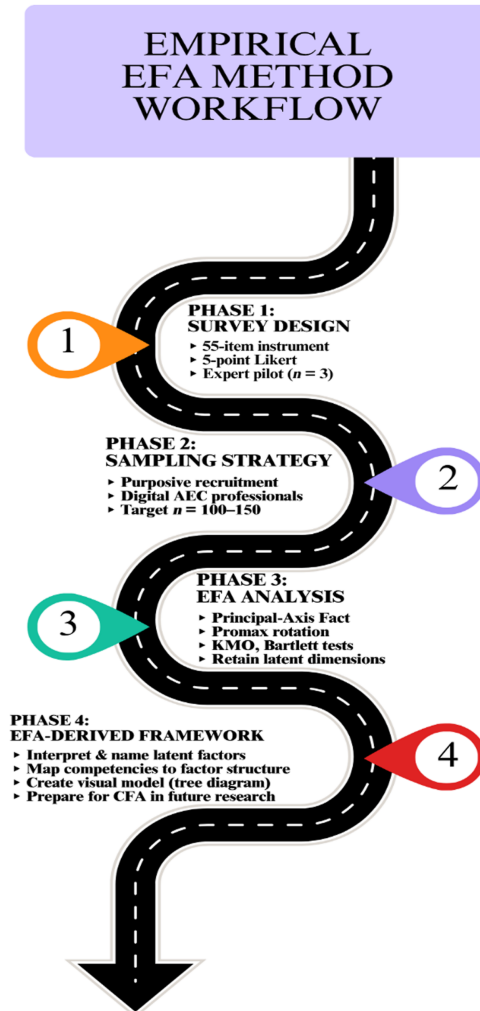 EMPIRICAL
EFA METHOD
WORKFLOW
1
PHASE 1:
SURVEY DESIGN
▸ 55-item instrument
▸ 5-point Likert
▸ Expert pilot (n = 3)
PHASE 2:
SAMPLING STRATEGY
▸ Purposive recruitment
▸ Digital AEC professionals
▸ Target n = 100–150
2
PHASE 3:
EFA ANALYSIS
▸ Principal-Axis Fact
▸ Promax rotation
▸ KMO, Bartlett tests
▸ Retain latent dimensions
3
PHASE 4:
EFA-DERIVED FRAMEWORK
▸ Interpret & name latent factors
▸ Map competencies to factor structure
▸ Create visual model (tree diagram)
▸ Prepare for CFA in future research
4